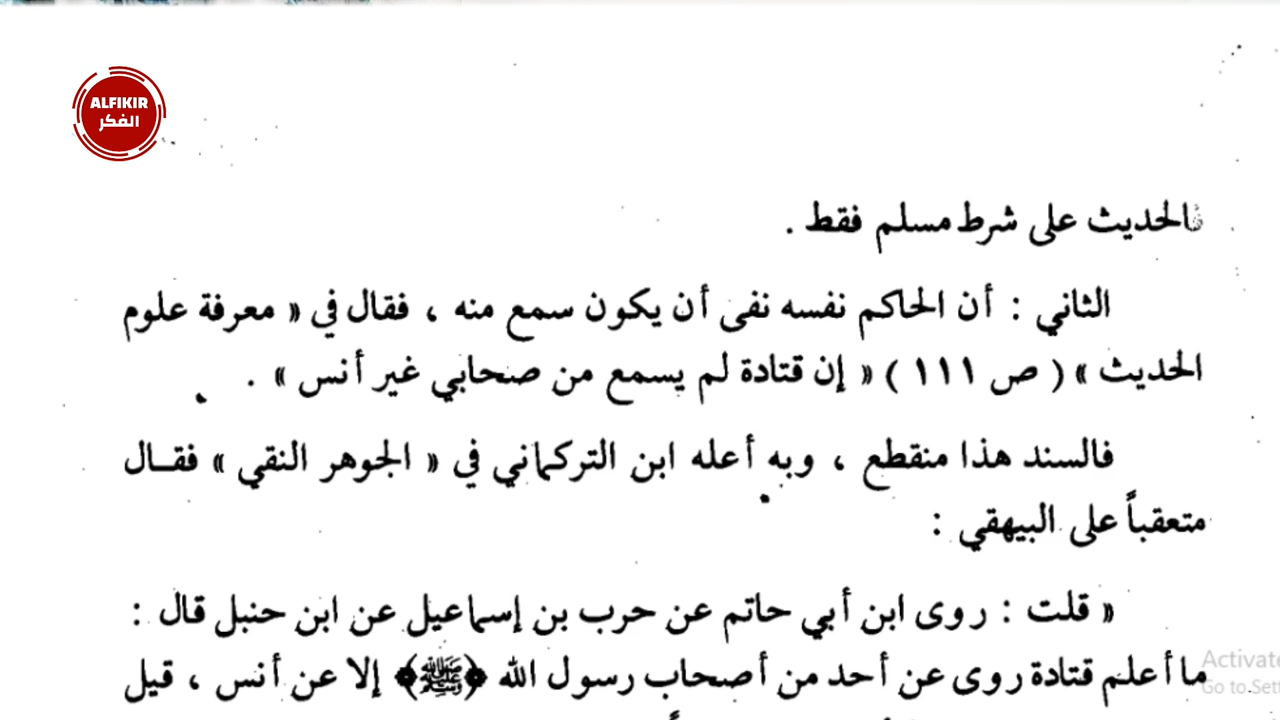 ALFIKIR
الفكر
الحديث على شرط مسلم فقط .
الثاني : أن الحاكم نفسه نفى أن يكون سمع منه ، فقال في « معرفة علوم
الحديث » ( ص ١١١ ) « إن قتادة لم يسمع من صحابي غير أنس » .
فالسند هذا منقطع ، وبه أعله ابن التركماني في « الجوهر النقي » فقـال
متعقباً على البيهقي :
« قلت : روى ابن أبي حاتم عن حرب بن إسماعيل عن ابن حنبل قال :
ما أعلم قتادة روى عن أحد من أصحاب رسول الله ﴿ﷺ﴾ إلا عن أنس ، قيل
Activate
Go to Sett